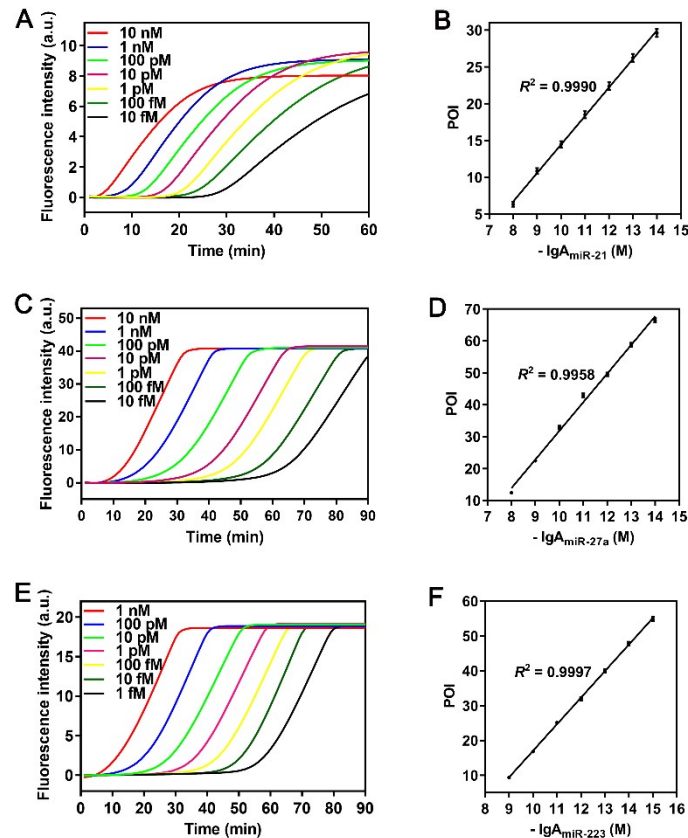 A
Fluorescence intensity (a.u.)
10
8
6
4
2
0
10 nM
1 nM
100 pM
10 pM
1 pM
100 fM
10 fM
0 10 20 30 40 50 60
Time (min)
B
POI
30
25
20
15
10
5
R² = 0.9990
7 8 9 10 11 12 13 14 15
- lgA miR-21 (M)
C
Fluorescence intensity (a.u.)
50
40
30
20
10
0
10 nM
1 nM
100 pM
10 pM
1 pM
100 fM
10 fM
0 10 20 30 40 50 60 70 80 90
Time (min)
D
POI
70
60
50
40
30
20
10
R² = 0.9958
7 8 9 10 11 12 13 14 15
- lgA miR-27a (M)
E
Fluorescence intensity (a.u.)
20
15
10
5
0
1 nM
100 pM
10 pM
1 pM
100 fM
10 fM
1 fM
0 10 20 30 40 50 60 70 80 90
Time (min)
F
POI
60
50
40
30
20
10
R² = 0.9997
8 9 10 11 12 13 14 15 16
- lgA miR-223 (M)